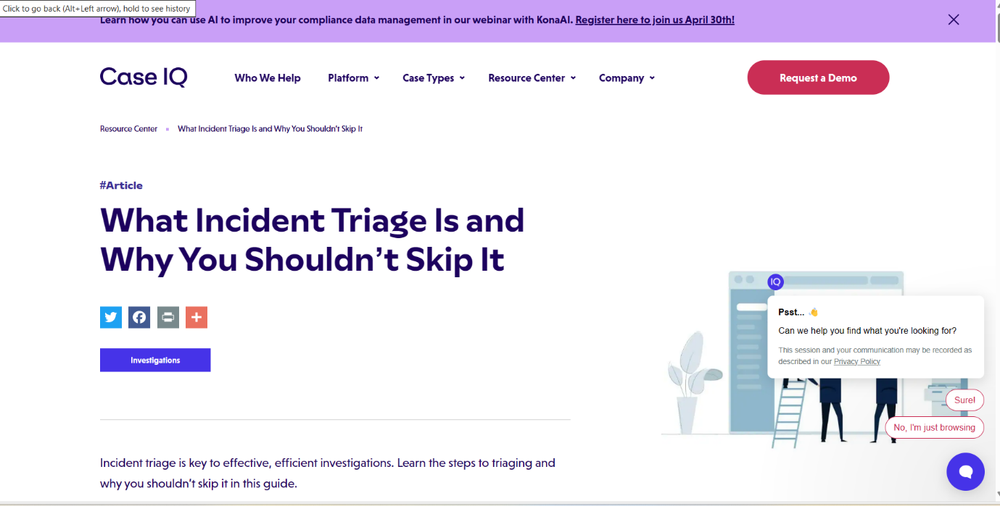 Click to go back (Alt+Left arrow), hold to see history
Learn how you can use AI to improve your compliance data management in our webinar with KonaAI. Register here to join us April 30th!
Case IQ
Who We Help
Platform
Case Types
Resource Center
Company
Request a Demo
Resource Center
What Incident Triage Is and Why You Shouldn't Skip It
#Article
What Incident Triage Is and
Why You Shouldn’t Skip It
Investigations
IQ
Psst... 👋
Can we help you find what you're looking for?
This session and your communication may be recorded as
described in our Privacy Policy
Sure!
No, I'm just browsing
Incident triage is key to effective, efficient investigations. Learn the steps to triaging and
why you shouldn’t skip it in this guide.